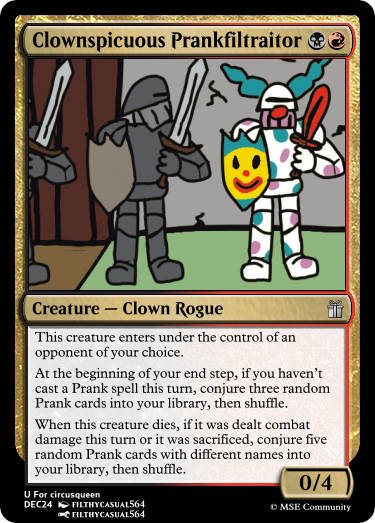 Clownspicuous Prankfiltraitor
Creature — Clown Rogue
This creature enters under the control of an
opponent of your choice.
At the beginning of your end step, if you haven't
cast a Prank spell this turn, conjure three random
Prank cards into your library, then shuffle.
When this creature dies, if it was dealt combat
damage this turn or it was sacrificed, conjure five
random Prank cards with different names into
your library, then shuffle.
0/4
U For circusqueen
DEC24 FILTHYCASUAL564
FILTHYCASUAL564
© MSE Community